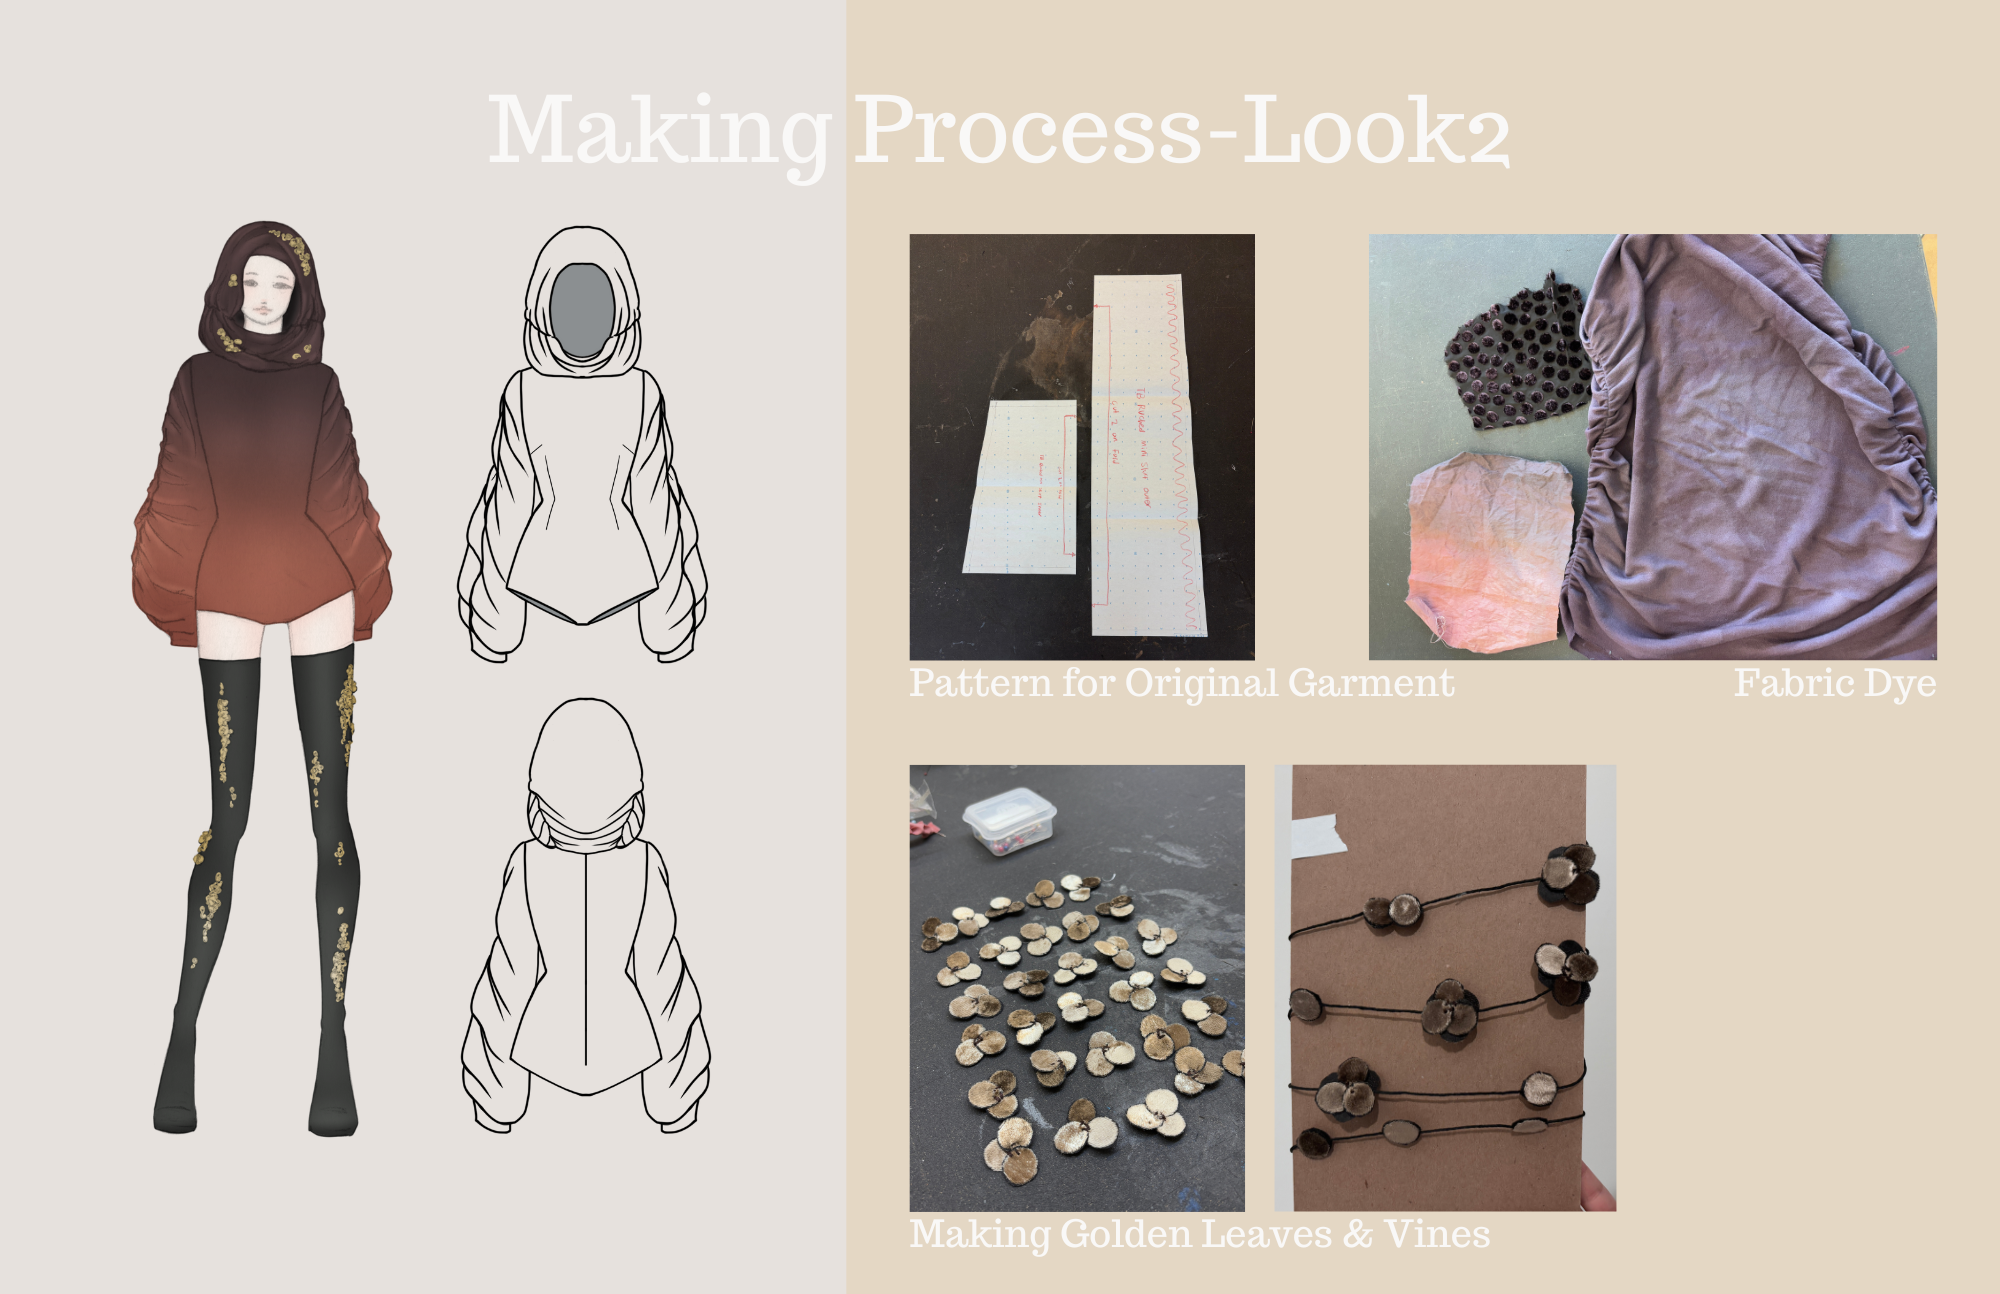 Making Process-Look2
Pattern for Original Garment
Fabric Dye
Making Golden Leaves & Vines